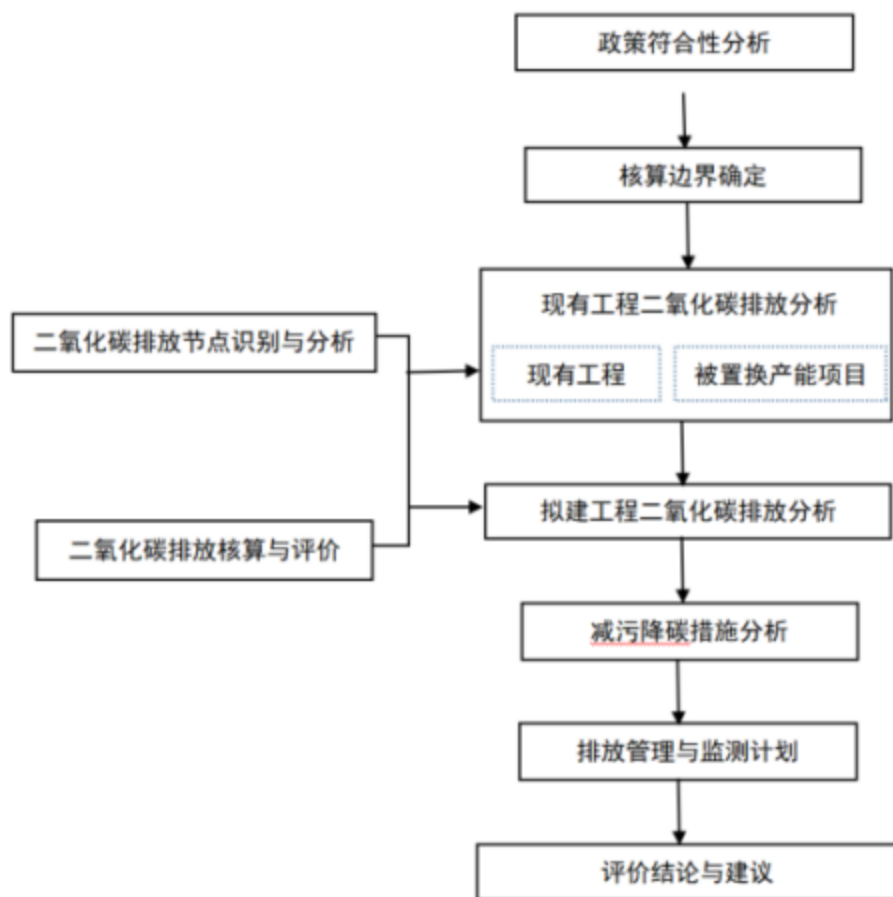 政策符合性分析
核算边界确定
现有工程二氧化碳排放分析
现有工程
被置换产能项目
二氧化碳排放节点识别与分析
拟建工程二氧化碳排放分析
二氧化碳排放核算与评价
减污降碳措施分析
排放管理与监测计划
评价结论与建议